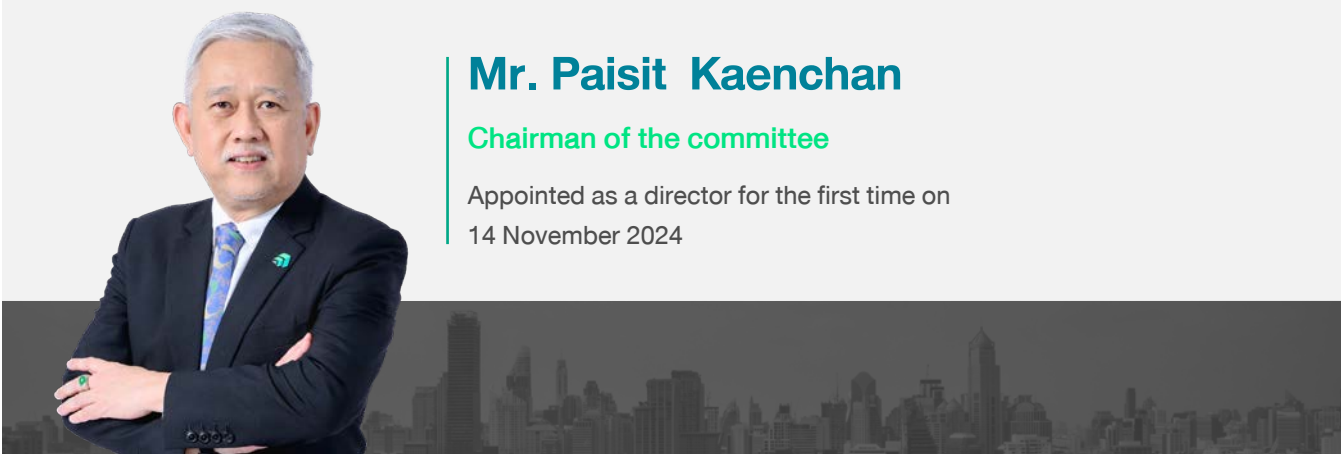 Mr. Paisit Kaenchan
Chairman of the committee
Appointed as a director for the first time on
14 November 2024